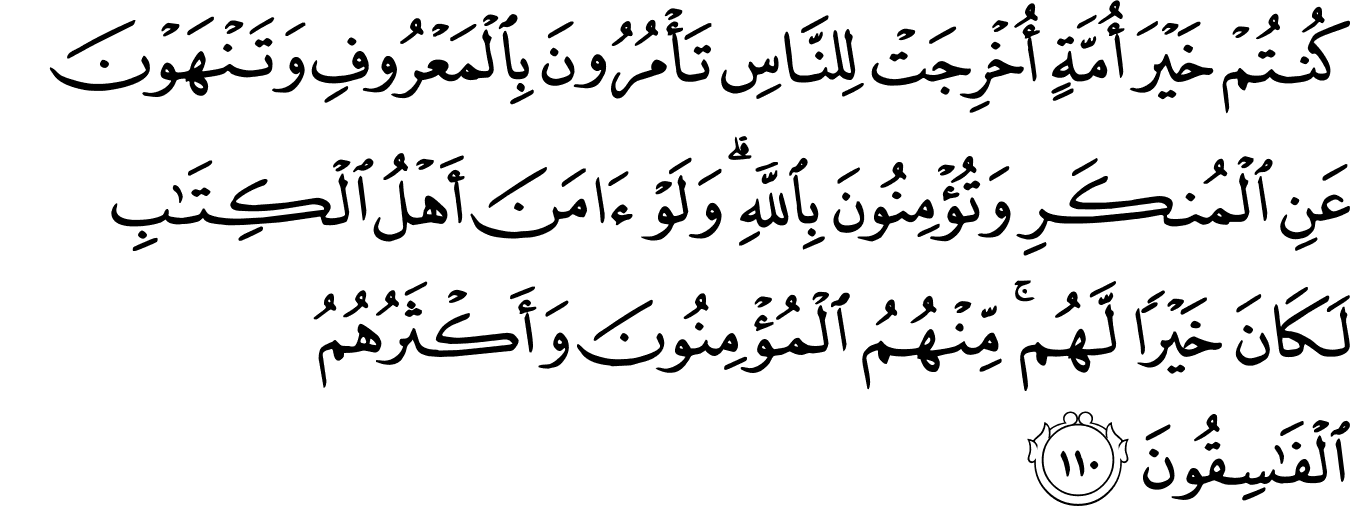 كُنتُمْ خَيْرَ أُمَّةٍ أُخْرِجَتْ لِلنَّاسِ تَأْمُرُونَ بِٱلْمَعْرُوفِ وَتَنْهَوْنَ
عَنِ ٱلْمُنكَرِ وَتُؤْمِنُونَ بِٱللَّهِ ۗ وَلَوْ ءَامَنَ أَهْلُ ٱلْكِتَـٰبِ
لَكَانَ خَيْرًا لَّهُم ۚ مِّنْهُمُ ٱلْمُؤْمِنُونَ وَأَكْثَرُهُمُ
ٱلْفَـٰسِقُونَ ١١٠